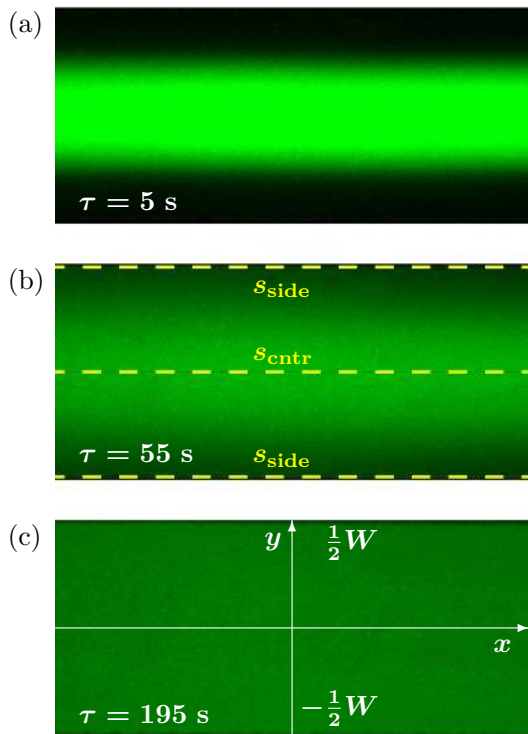 (a)
τ = 5 s
(b)
s_side
s_cntr
s_side
τ = 55 s
(c)
y
½W
x
−½W
τ = 195 s